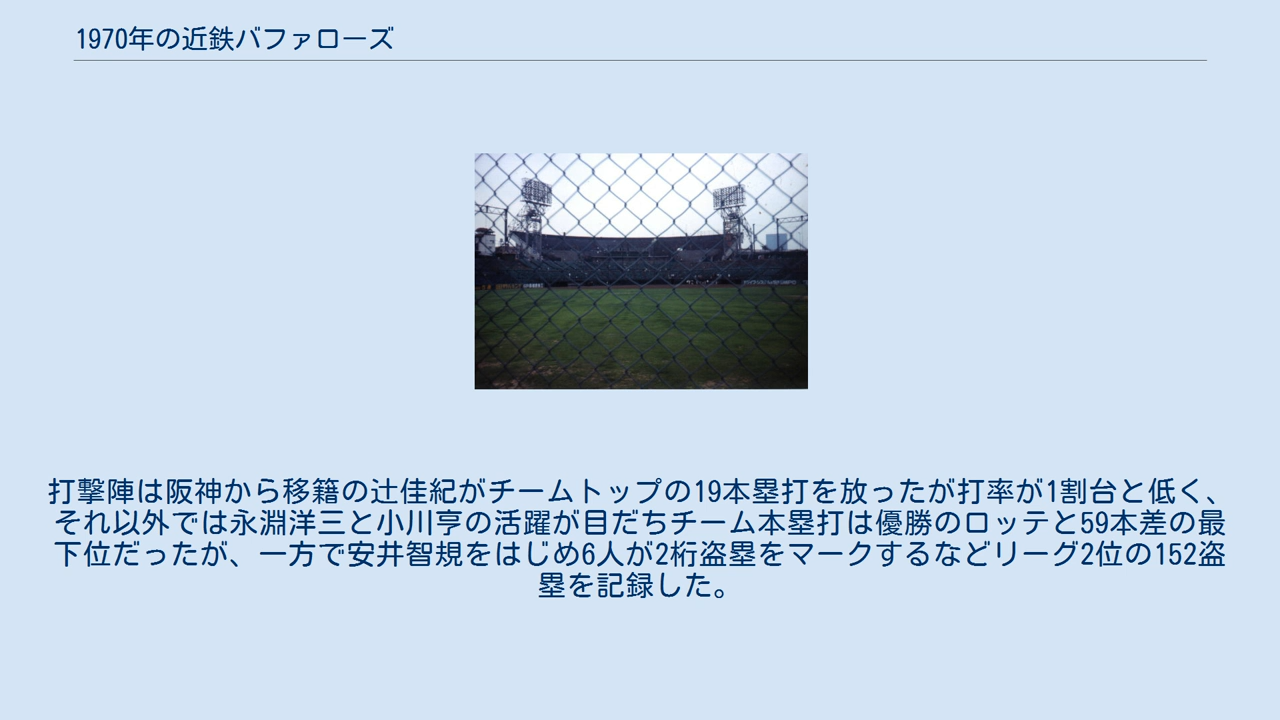 1970年の近鉄バファローズ
打撃陣は阪神から移籍の辻佳紀がチームトップの19本塁打を放ったが打率が1割台と低く、
それ以外では永淵洋三と小川亨の活躍が目だちチーム本塁打は優勝のロッテと59本差の最
下位だったが、一方で安井智規をはじめ6人が2桁盗塁をマークするなどリーグ2位の152盗
塁を記録した。